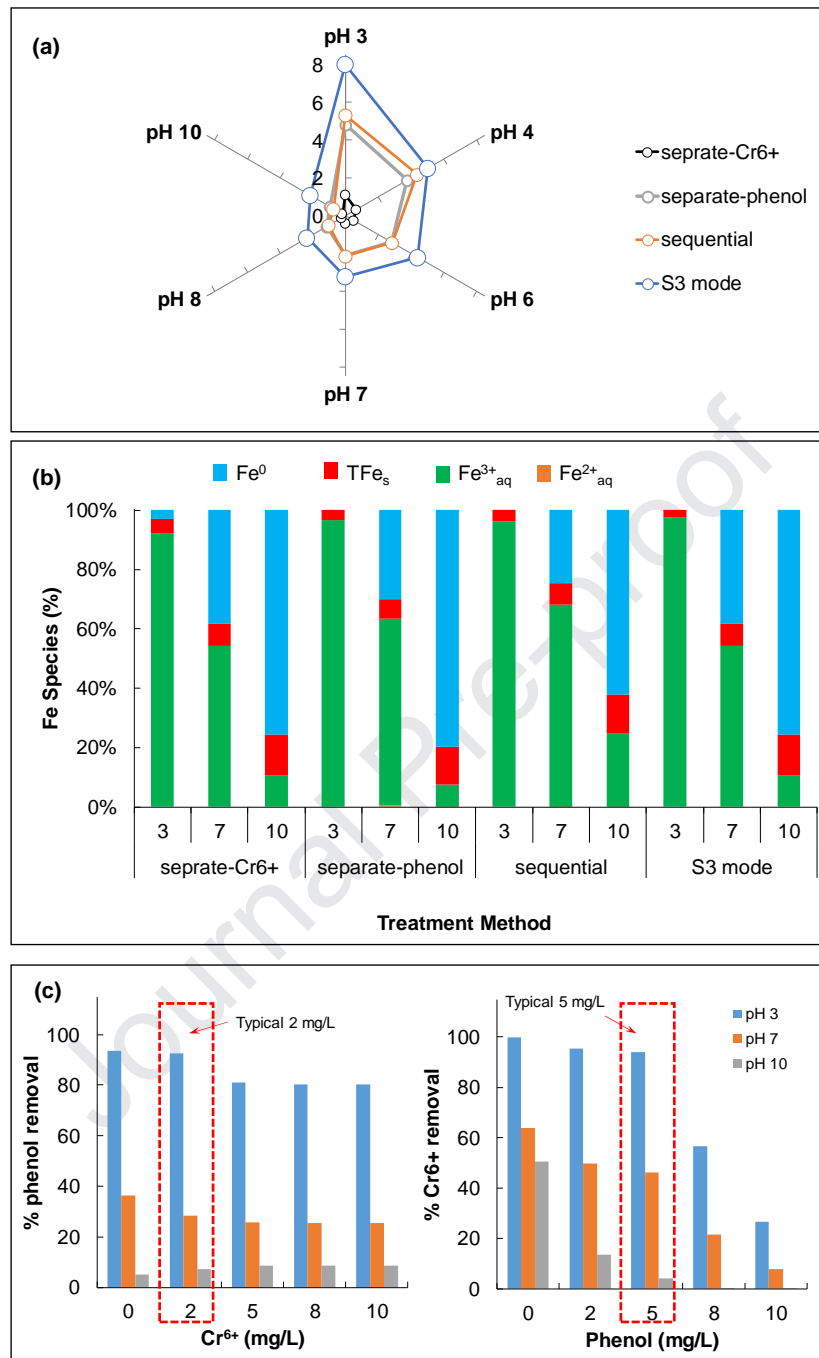 (a)
pH 3
8
6
4
2
0
pH 10
pH 4
pH 8
pH 6
pH 7
seprate-Cr6+
separate-phenol
sequential
S3 mode
(b)
Fe⁰ TFeₛ Fe³⁺aq Fe²⁺aq
100%
80%
60%
40%
20%
0%
Fe Species (%)
3 7 10 3 7 10 3 7 10 3 7 10
seprate-Cr6+ separate-phenol sequential S3 mode
Treatment Method
Journal Pre-proof
(c)
Typical 2 mg/L
100
80
60
40
20
0
% phenol removal
0 2 5 8 10
Cr⁶⁺ (mg/L)
Typical 5 mg/L
pH 3
pH 7
pH 10
100
80
60
40
20
0
% Cr6+ removal
0 2 5 8 10
Phenol (mg/L)